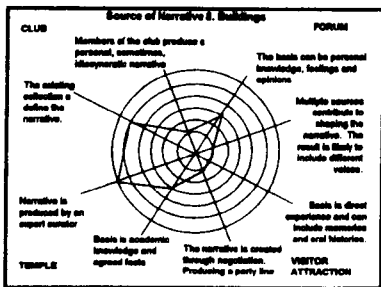 Source of Narrative 8. Buildings
CLUB
FORUM
Members of the club produce a
personal, sometimes,
idiosyncratic narrative
The basis can be personal
knowledge, feelings and
opinions
The existing
collection a
define the
narrative.
Multiple sources
contribute to
shaping the
narrative. The
result is likely to
include different
voices.
Narrative is
produced by an
expert curator
Basis is direct
experience and can
include memories
and oral histories.
Basis is academic
knowledge and
agreed facts
The narrative is created
through negotiation.
Producing a party line
TEMPLE
VISITOR
ATTRACTION